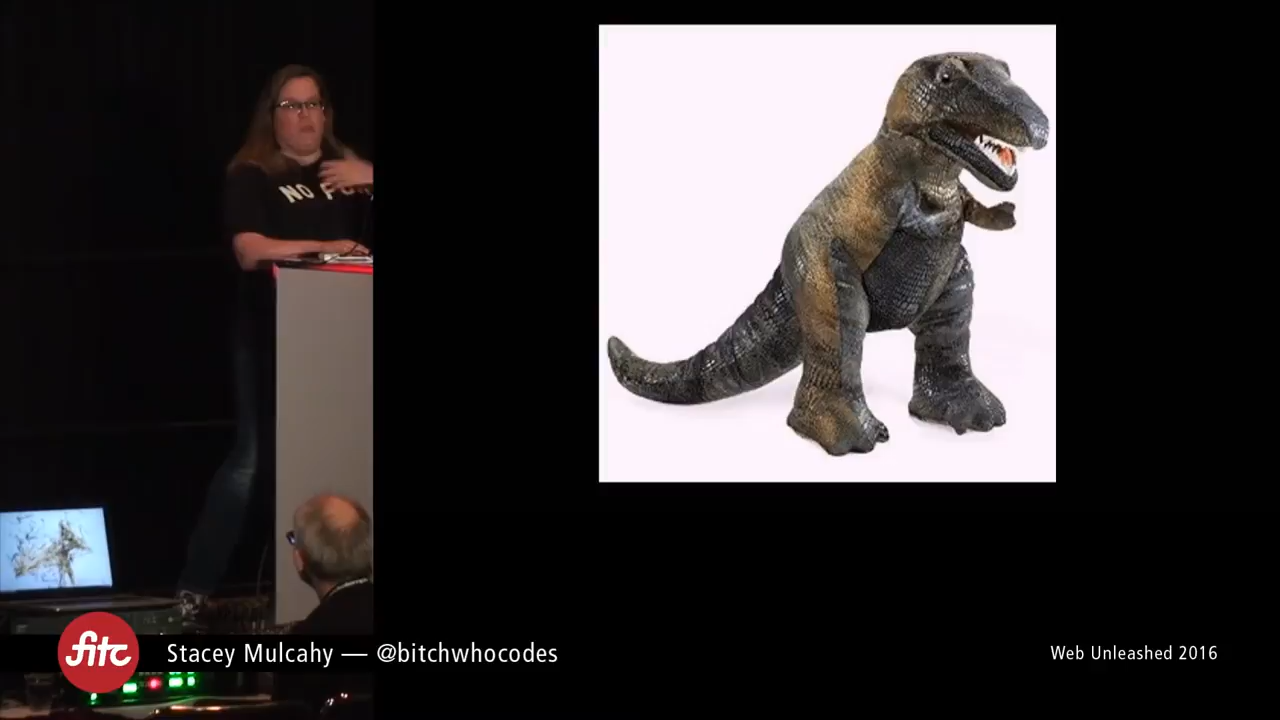 NO
fitc
Stacey Mulcahy — @bitchwhocodes
Web Unleashed 2016